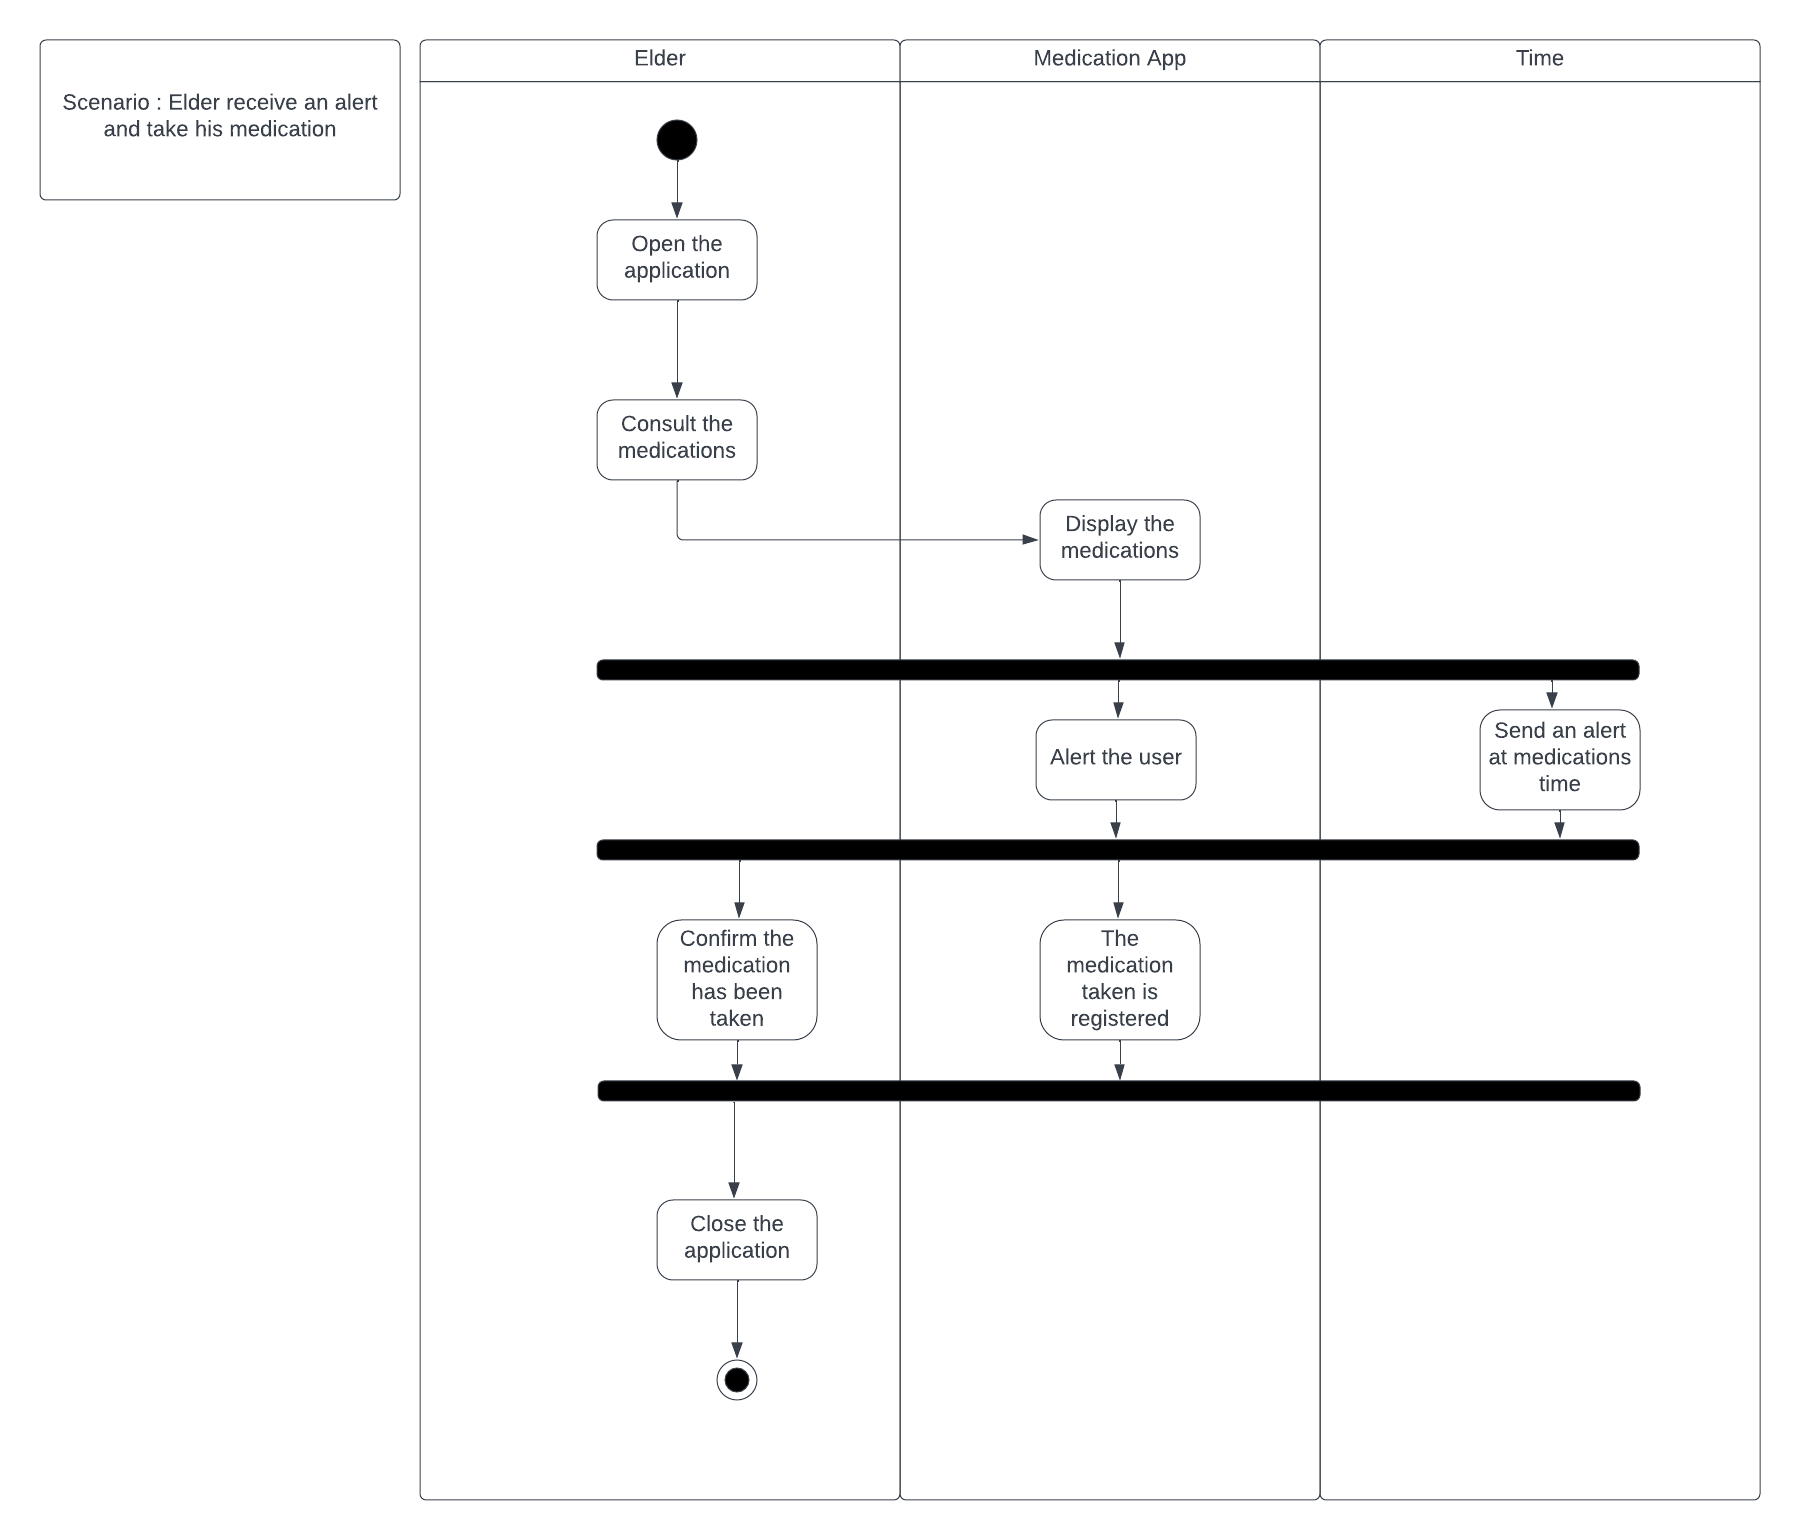 Scenario : Elder receive an alert
and take his medication
Elder
Medication App
Time
Open the
application
Consult the
medications
Display the
medications
Alert the user
Send an alert
at medications
time
Confirm the
medication
has been
taken
The
medication
taken is
registered
Close the
application